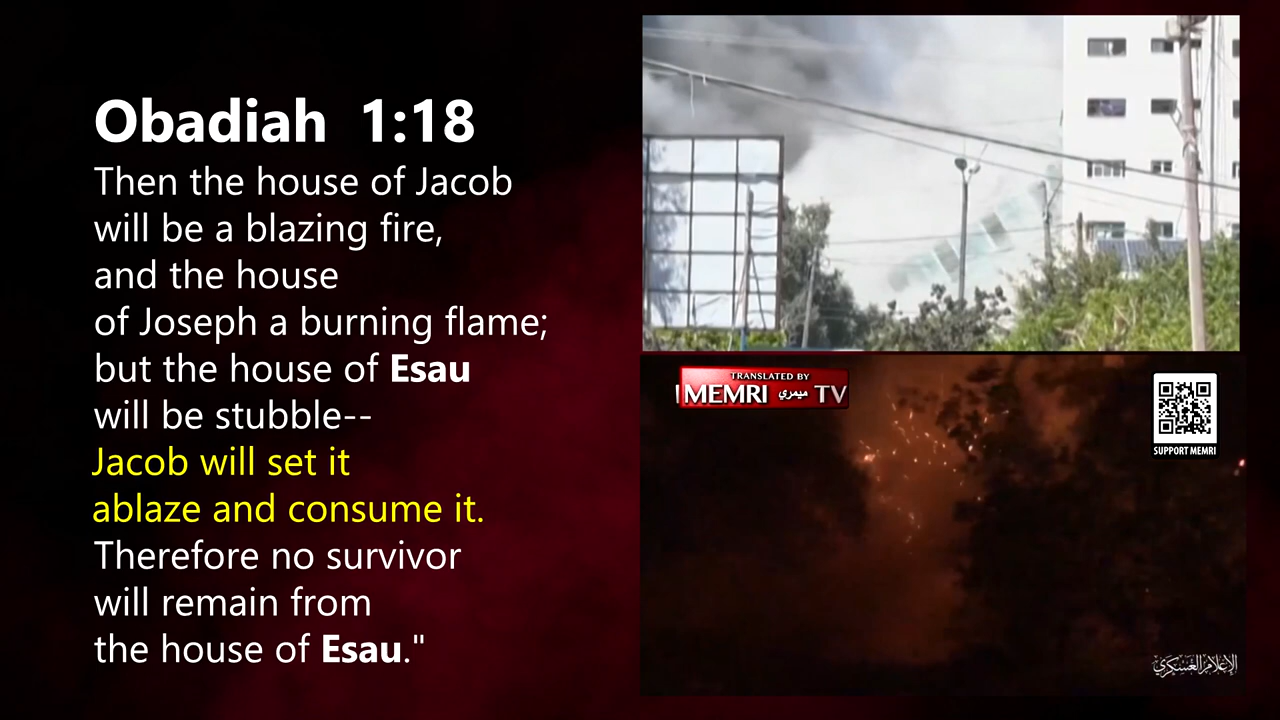 Obadiah 1:18
Then the house of Jacob
will be a blazing fire,
and the house
of Joseph a burning flame;
but the house of Esau
will be stubble--
Jacob will set it
ablaze and consume it.
Therefore no survivor
will remain from
the house of Esau."
TRANSLATED BY
MEMRI ميمري TV
SUPPORT MEMRI
الإعلام العسكري